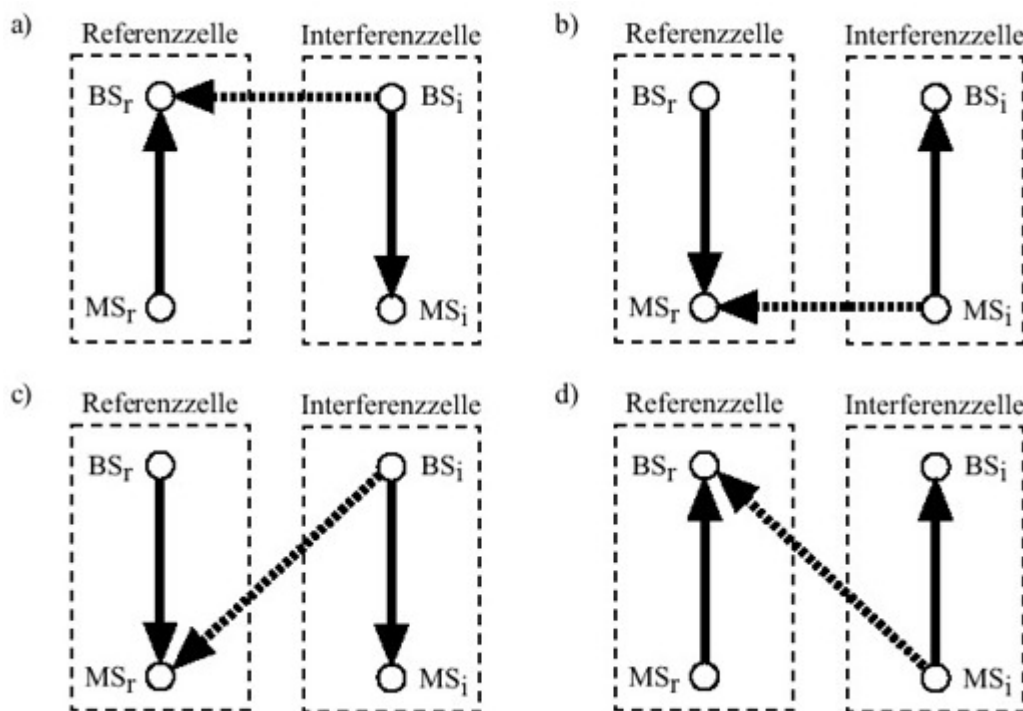 a) Referenzzelle Interferenzzelle
BSr BSi
MSr MSi
b) Referenzzelle Interferenzzelle
BSr BSi
MSr MSi
c) Referenzzelle Interferenzzelle
BSr BSi
MSr MSi
d) Referenzzelle Interferenzzelle
BSr BSi
MSr MSi